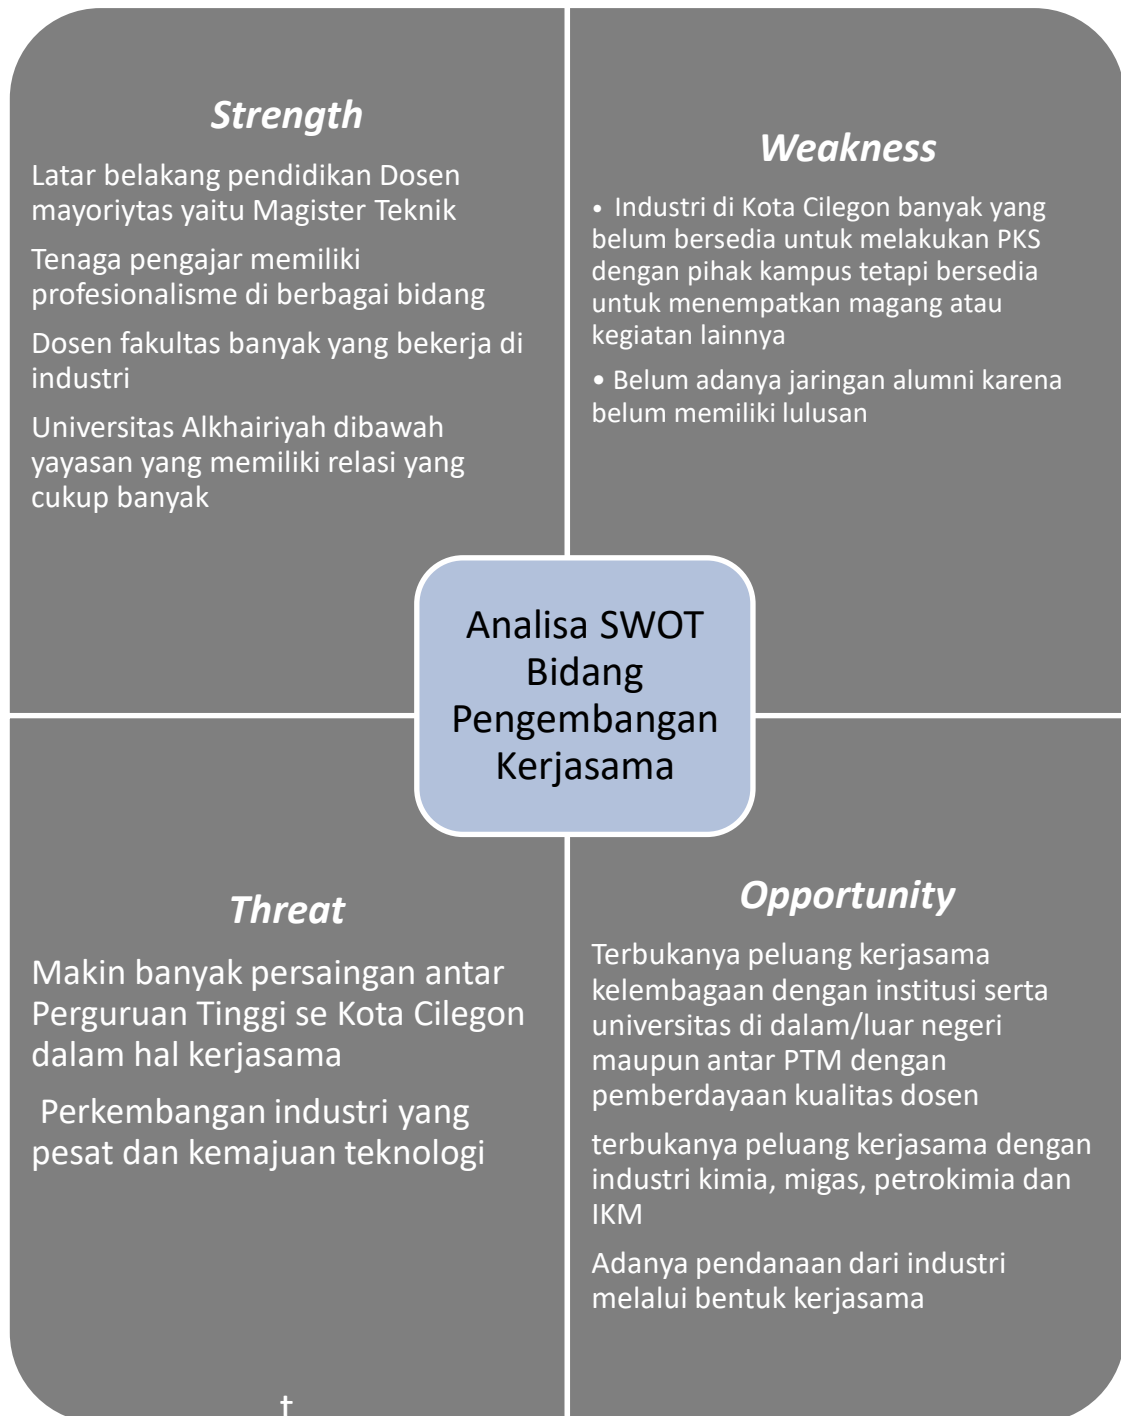 Strength
Latar belakang pendidikan Dosen
mayoriytas yaitu Magister Teknik
Tenaga pengajar memiliki
profesionalisme di berbagai bidang
Dosen fakultas banyak yang bekerja di
industri
Universitas Alkhairiyah dibawah
yayasan yang memiliki relasi yang
cukup banyak
Weakness
• Industri di Kota Cilegon banyak yang
belum bersedia untuk melakukan PKS
dengan pihak kampus tetapi bersedia
untuk menempatkan magang atau
kegiatan lainnya
• Belum adanya jaringan alumni karena
belum memiliki lulusan
Analisa SWOT
Bidang
Pengembangan
Kerjasama
Threat
Makin banyak persaingan antar
Perguruan Tinggi se Kota Cilegon
dalam hal kerjasama
Perkembangan industri yang
pesat dan kemajuan teknologi
t
Opportunity
Terbukanya peluang kerjasama
kelembagaan dengan institusi serta
universitas di dalam/luar negeri
maupun antar PTM dengan
pemberdayaan kualitas dosen
terbukanya peluang kerjasama dengan
industri kimia, migas, petrokimia dan
IKM
Adanya pendanaan dari industri
melalui bentuk kerjasama